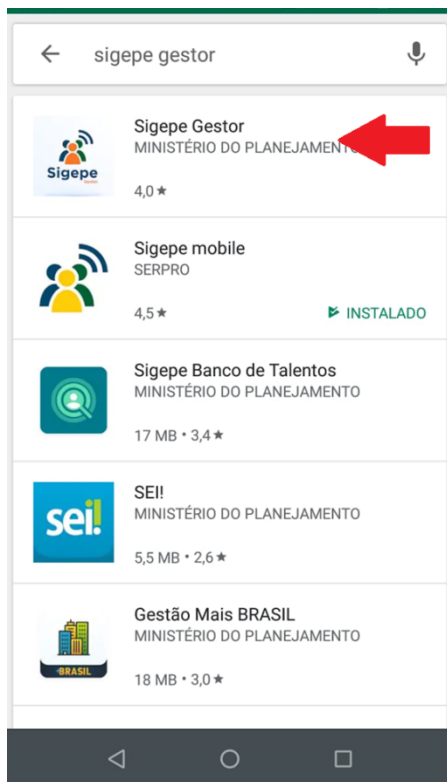 sigepe gestor
Sigepe Gestor
MINISTÉRIO DO PLANEJAMENTO
Sigepe
4,0 ★
Sigepe mobile
SERPRO
4,5 ★
INSTALADO
Sigepe Banco de Talentos
MINISTÉRIO DO PLANEJAMENTO
17 MB • 3,4 ★
SEI!
MINISTÉRIO DO PLANEJAMENTO
sei!
5,5 MB • 2,6 ★
Gestão Mais BRASIL
MINISTÉRIO DO PLANEJAMENTO
+BRASIL
18 MB • 3,0 ★